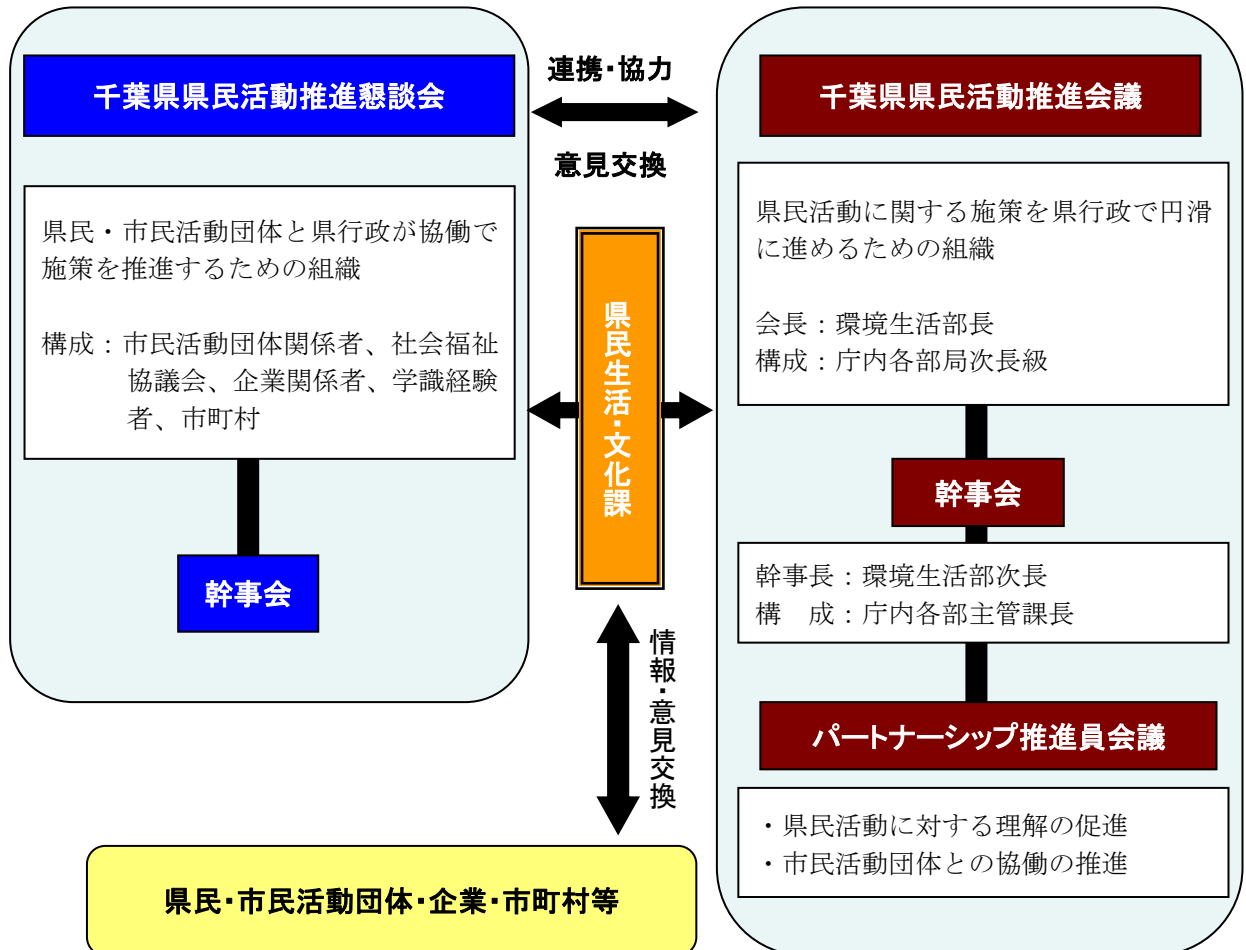 千葉県県民活動推進懇談会
県民・市民活動団体と県行政が協働で
施策を推進するための組織
構成：市民活動団体関係者、社会福祉
協議会、企業関係者、学識経験
者、市町村
幹事会
連携・協力
意見交換
県民生活・文化課
情報・意見交換
千葉県県民活動推進会議
県民活動に関する施策を県行政で円滑
に進めるための組織
会長：環境生活部長
構成：庁内各部局次長級
幹事会
幹事長：環境生活部次長
構　成：庁内各部主管課長
パートナーシップ推進員会議
・県民活動に対する理解の促進
・市民活動団体との協働の推進
県民・市民活動団体・企業・市町村等